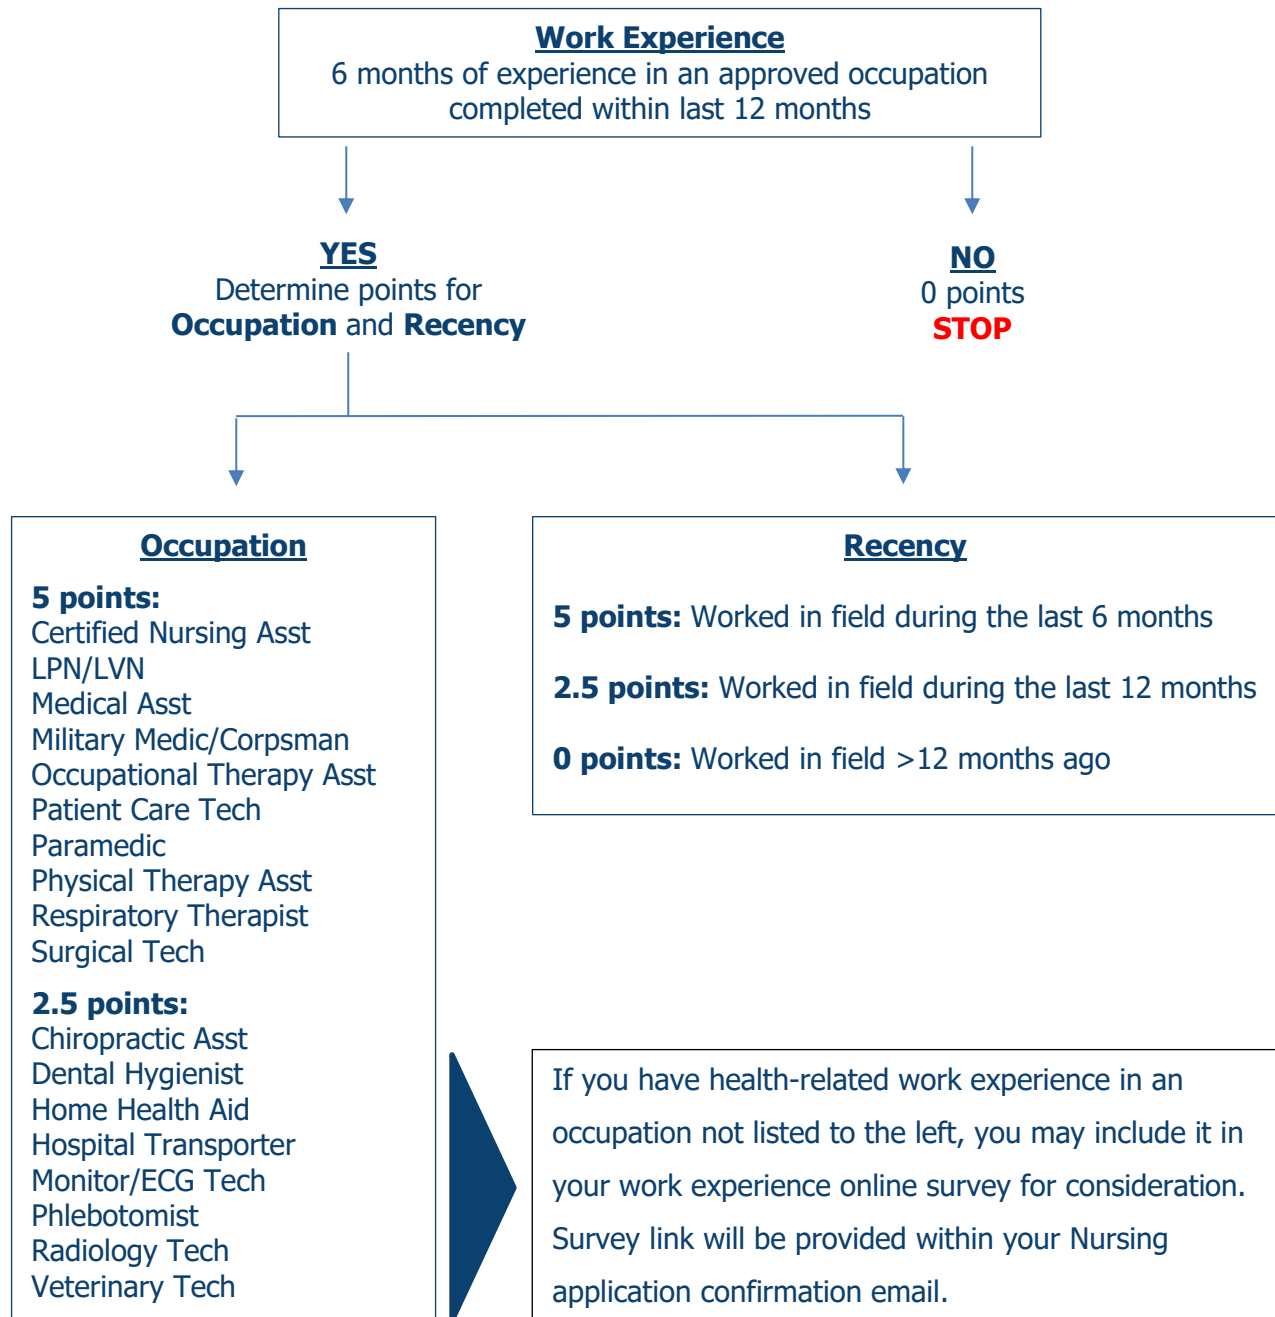 Work Experience
6 months of experience in an approved occupation
completed within last 12 months
YES
Determine points for
Occupation and Recency
NO
0 points
STOP
Occupation
5 points:
Certified Nursing Asst
LPN/LVN
Medical Asst
Military Medic/Corpsman
Occupational Therapy Asst
Patient Care Tech
Paramedic
Physical Therapy Asst
Respiratory Therapist
Surgical Tech
2.5 points:
Chiropractic Asst
Dental Hygienist
Home Health Aid
Hospital Transporter
Monitor/ECG Tech
Phlebotomist
Radiology Tech
Veterinary Tech
Recency
5 points: Worked in field during the last 6 months
2.5 points: Worked in field during the last 12 months
0 points: Worked in field >12 months ago
If you have health-related work experience in an
occupation not listed to the left, you may include it in
your work experience online survey for consideration.
Survey link will be provided within your Nursing
application confirmation email.